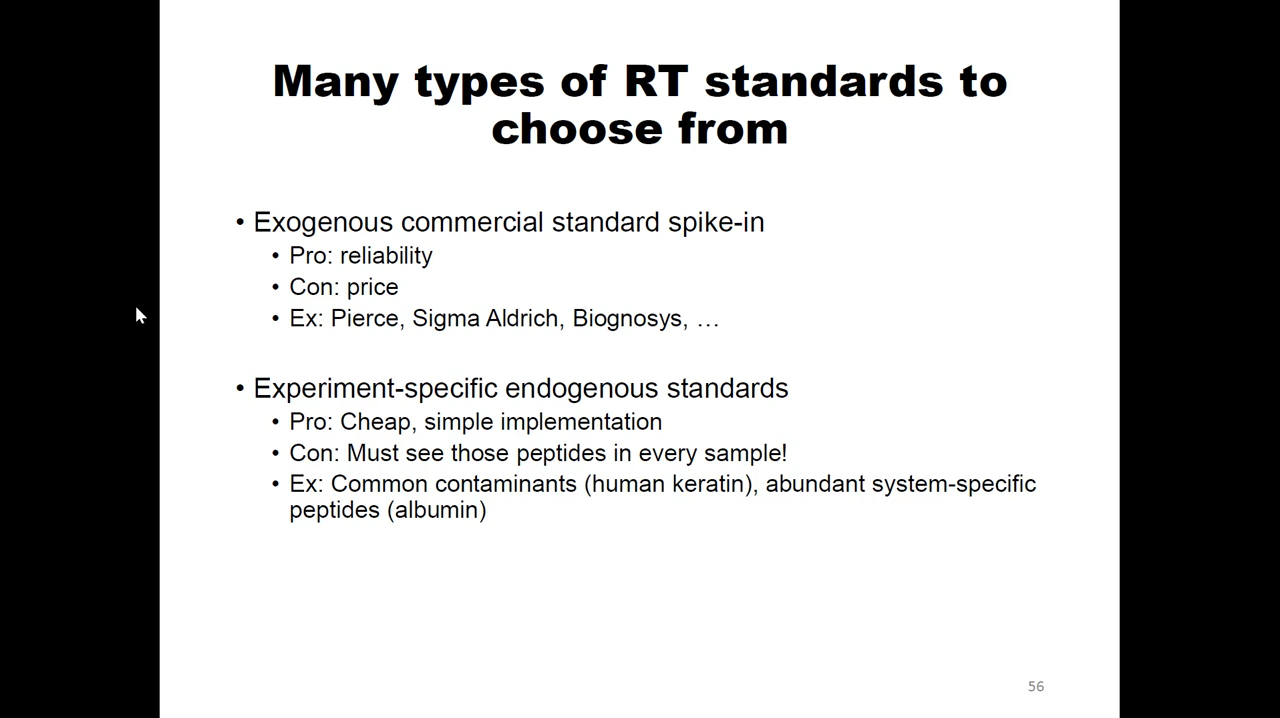 Many types of RT standards to
choose from
• Exogenous commercial standard spike-in
• Pro: reliability
• Con: price
• Ex: Pierce, Sigma Aldrich, Biognosys, …
• Experiment-specific endogenous standards
• Pro: Cheap, simple implementation
• Con: Must see those peptides in every sample!
• Ex: Common contaminants (human keratin), abundant system-specific
peptides (albumin)
56